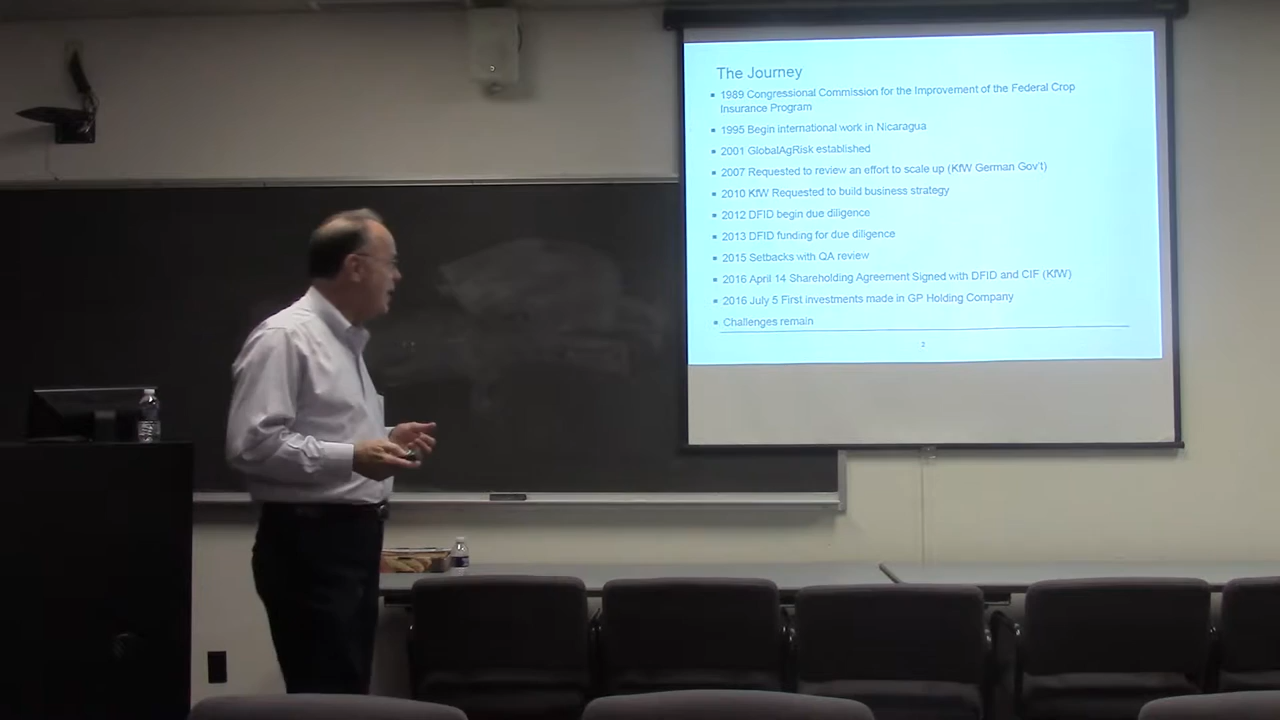 The Journey
▪ 1989 Congressional Commission for the Improvement of the Federal Crop
Insurance Program
▪ 1995 Begin international work in Nicaragua
▪ 2001 GlobalAgRisk established
▪ 2007 Requested to review an effort to scale up (KfW German Gov't)
▪ 2010 KfW Requested to build business strategy
▪ 2012 DFID begin due diligence
▪ 2013 DFID funding for due diligence
▪ 2015 Setbacks with QA review
▪ 2016 April 14 Shareholding Agreement Signed with DFID and CIF (KfW)
▪ 2016 July 5 First investments made in GP Holding Company
▪ Challenges remain
2